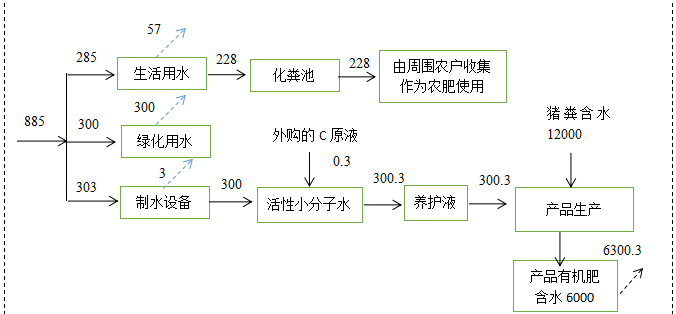 57
285
生活用水
228
化粪池
228
由周围农户收集
作为农肥使用
885
300
300
绿化用水
外购的 C 原液
0.3
猪粪含水
12000
303
3
制水设备
300
活性小分子水
300.3
养护液
300.3
产品生产
6300.3
产品有机肥
含水 6000